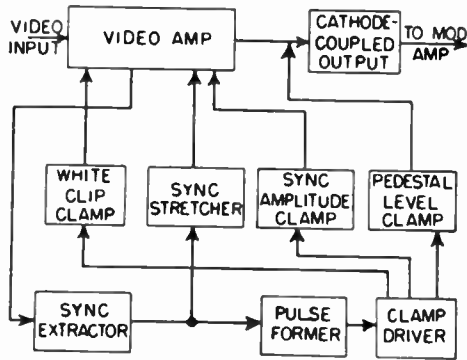 VIDEO
INPUT
VIDEO AMP
CATHODE-
COUPLED
OUTPUT
TO MOD
AMP
WHITE
CLIP
CLAMP
SYNC
STRETCHER
SYNC
AMPLITUDE
CLAMP
PEDESTAL
LEVEL
CLAMP
SYNC
EXTRACTOR
PULSE
FORMER
CLAMP
DRIVER